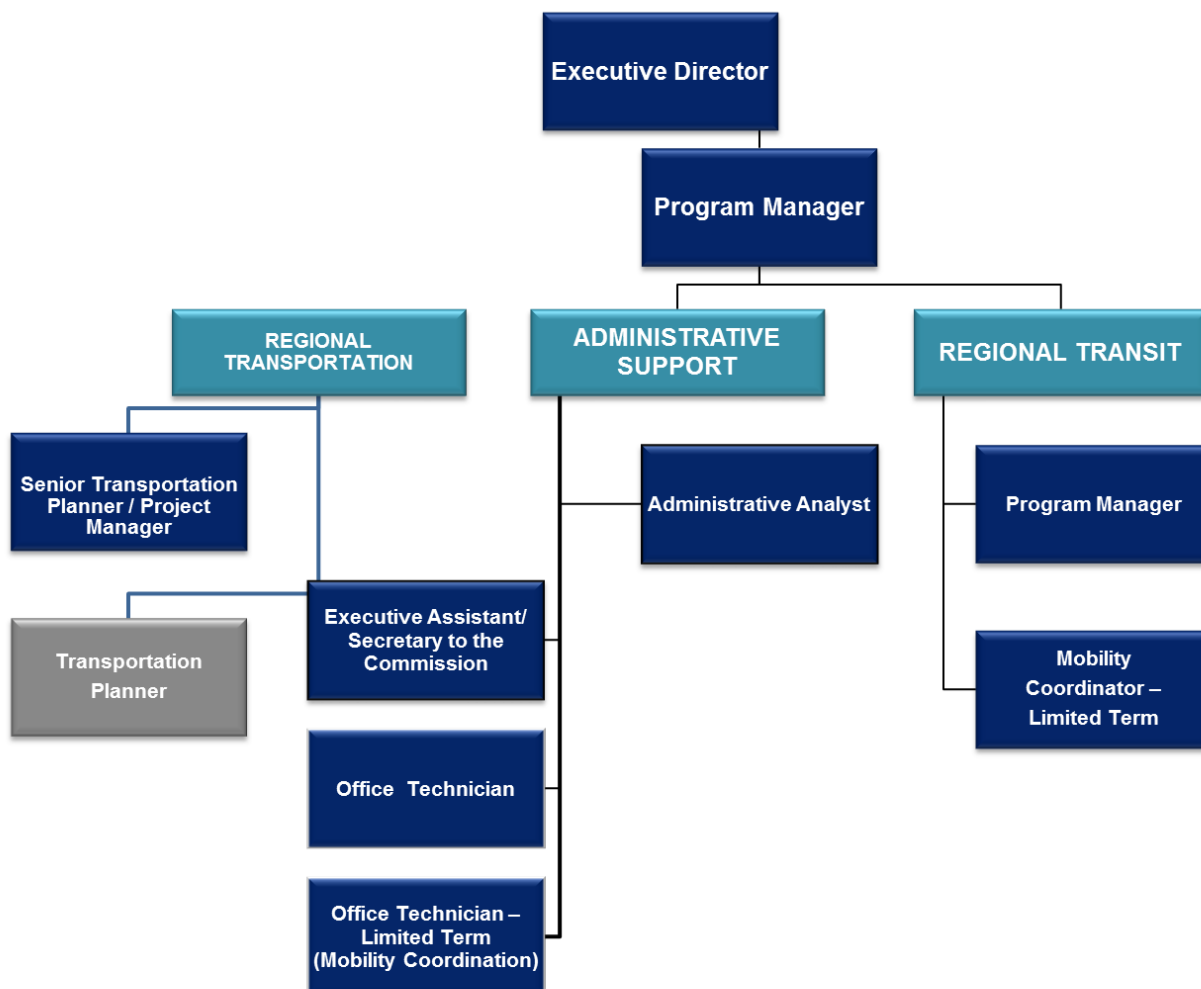 Executive Director
Program Manager
REGIONAL
TRANSPORTATION
ADMINISTRATIVE
SUPPORT
REGIONAL TRANSIT
Senior Transportation
Planner / Project
Manager
Administrative Analyst
Program Manager
Executive Assistant/
Secretary to the
Commission
Transportation
Planner
Mobility
Coordinator –
Limited Term
Office Technician
Office Technician –
Limited Term
(Mobility Coordination)